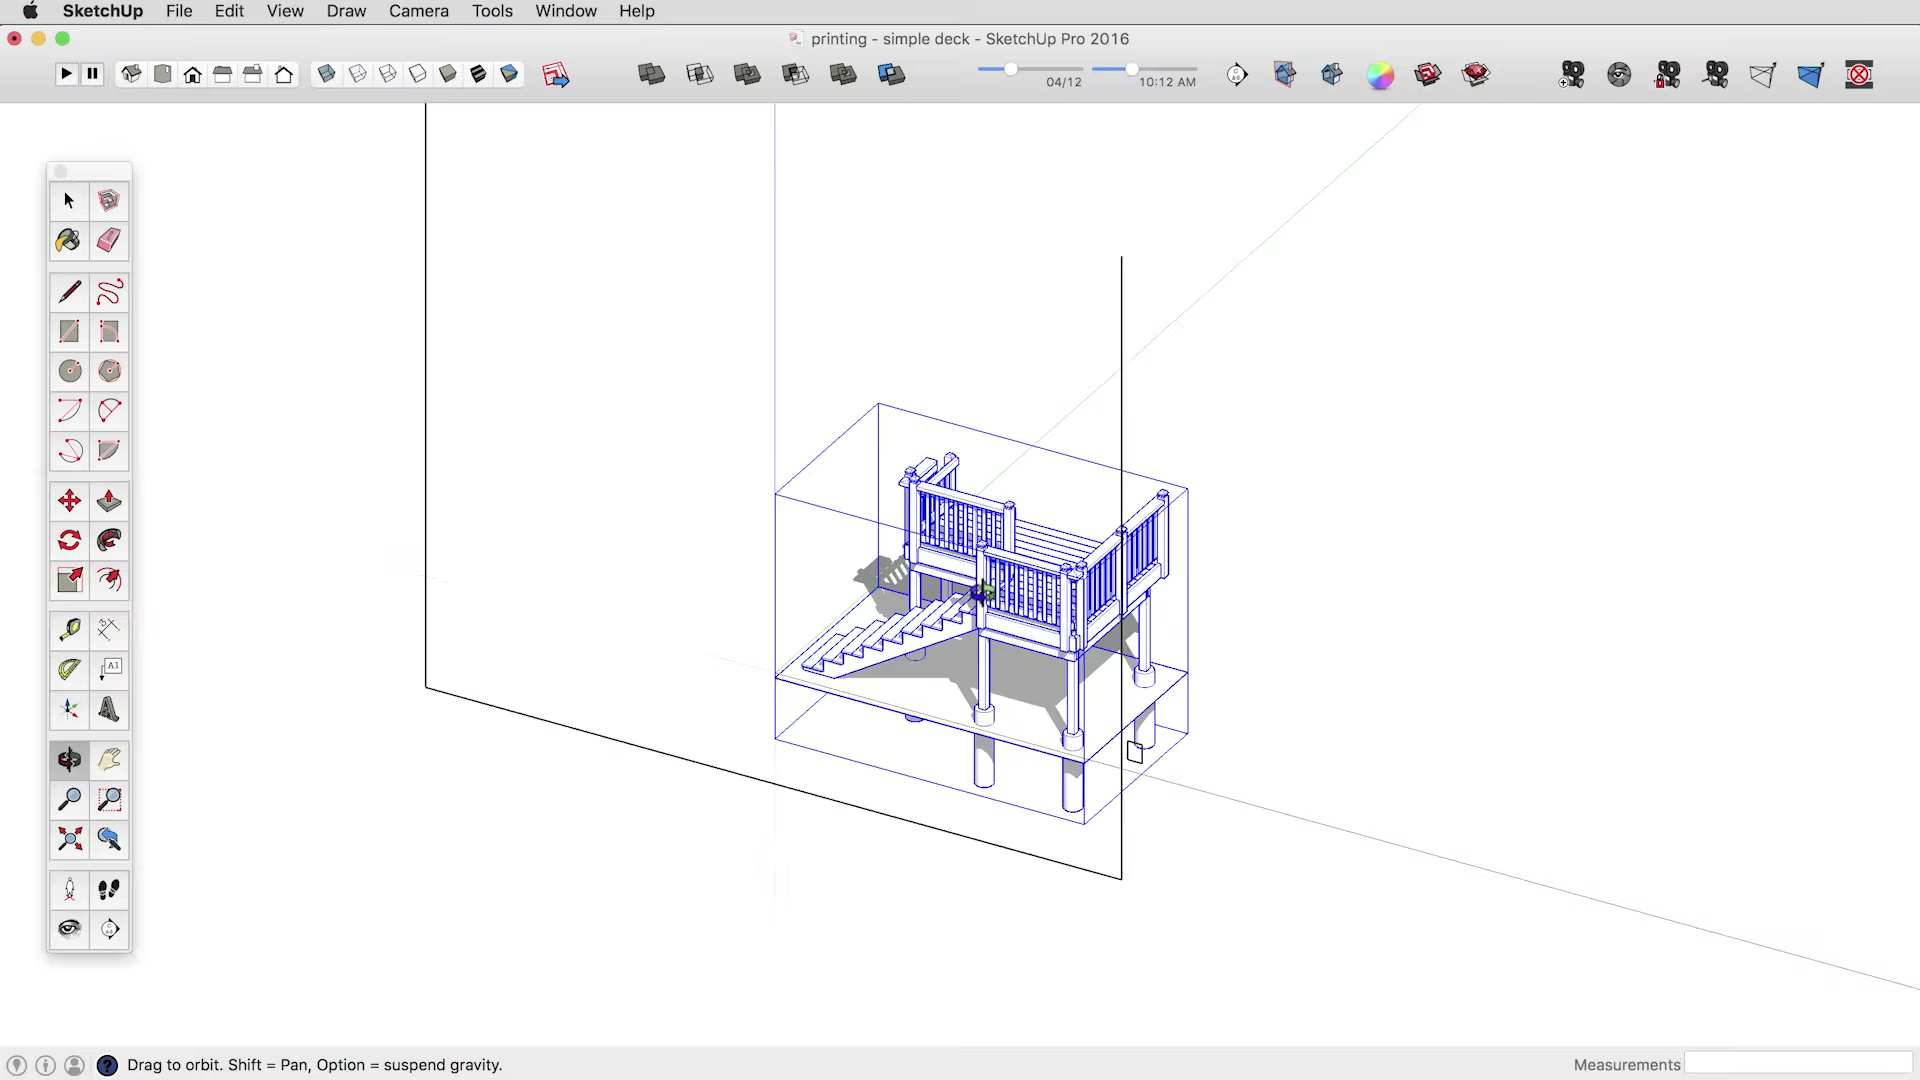 SketchUp File Edit View Draw Camera Tools Window Help
printing - simple deck - SketchUp Pro 2016
04/12 10:12 AM
A1
Drag to orbit. Shift = Pan, Option = suspend gravity.
Measurements